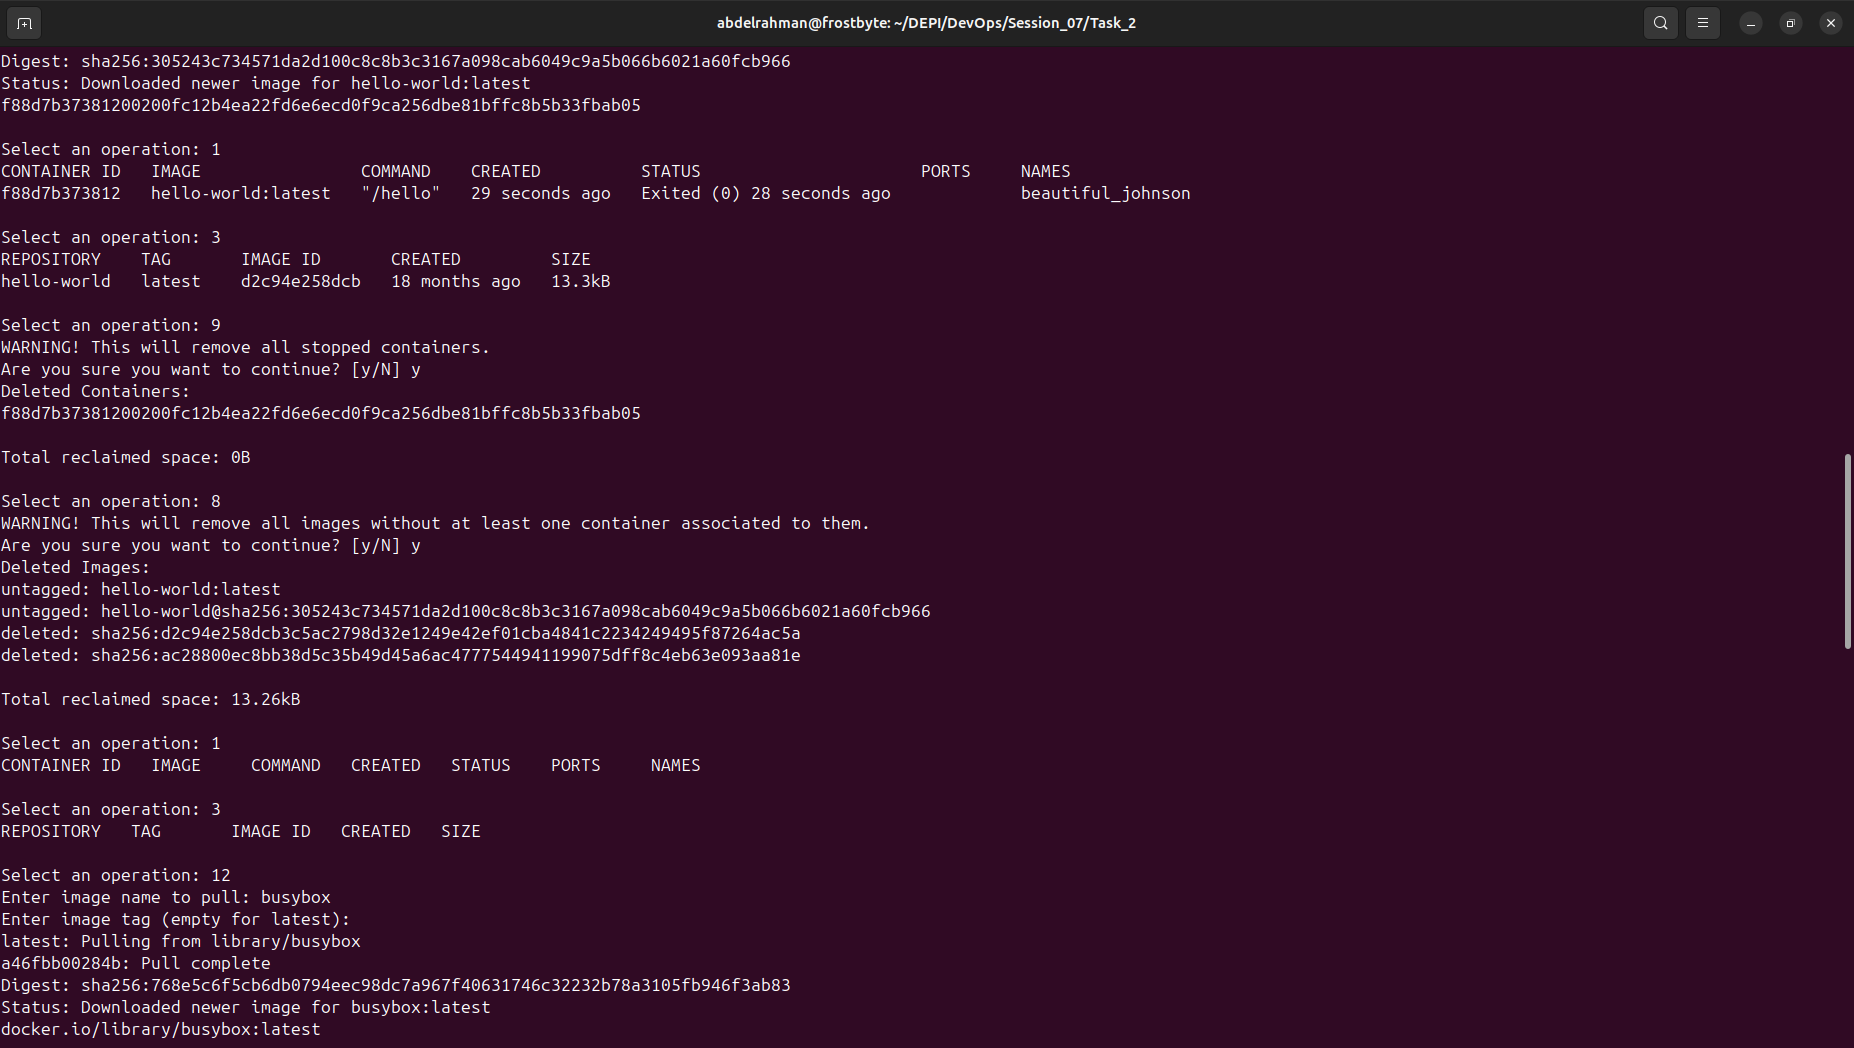 abdelrahman@frostbyte: ~/DEPI/DevOps/Session_07/Task_2
Digest: sha256:305243c734571da2d100c8c8b3c3167a098cab6049c9a5b066b6021a60fcb966
Status: Downloaded newer image for hello-world:latest
f88d7b37381200200fc12b4ea22fd6e6ecd0f9ca256dbe81bffc8b5b33fbab05
Select an operation: 1
CONTAINER ID   IMAGE                COMMAND    CREATED          STATUS                      PORTS     NAMES
f88d7b373812   hello-world:latest   "/hello"   29 seconds ago   Exited (0) 28 seconds ago             beautiful_johnson
Select an operation: 3
REPOSITORY    TAG       IMAGE ID       CREATED         SIZE
hello-world   latest    d2c94e258dcb   18 months ago   13.3kB
Select an operation: 9
WARNING! This will remove all stopped containers.
Are you sure you want to continue? [y/N] y
Deleted Containers:
f88d7b37381200200fc12b4ea22fd6e6ecd0f9ca256dbe81bffc8b5b33fbab05
Total reclaimed space: 0B
Select an operation: 8
WARNING! This will remove all images without at least one container associated to them.
Are you sure you want to continue? [y/N] y
Deleted Images:
untagged: hello-world:latest
untagged: hello-world@sha256:305243c734571da2d100c8c8b3c3167a098cab6049c9a5b066b6021a60fcb966
deleted: sha256:d2c94e258dcb3c5ac2798d32e1249e42ef01cba4841c2234249495f87264ac5a
deleted: sha256:ac28800ec8bb38d5c35b49d45a6ac4777544941199075dff8c4eb63e093aa81e
Total reclaimed space: 13.26kB
Select an operation: 1
CONTAINER ID   IMAGE     COMMAND   CREATED   STATUS    PORTS     NAMES
Select an operation: 3
REPOSITORY   TAG       IMAGE ID   CREATED   SIZE
Select an operation: 12
Enter image name to pull: busybox
Enter image tag (empty for latest):
latest: Pulling from library/busybox
a46fbb00284b: Pull complete
Digest: sha256:768e5c6f5cb6db0794eec98dc7a967f40631746c32232b78a3105fb946f3ab83
Status: Downloaded newer image for busybox:latest
docker.io/library/busybox:latest